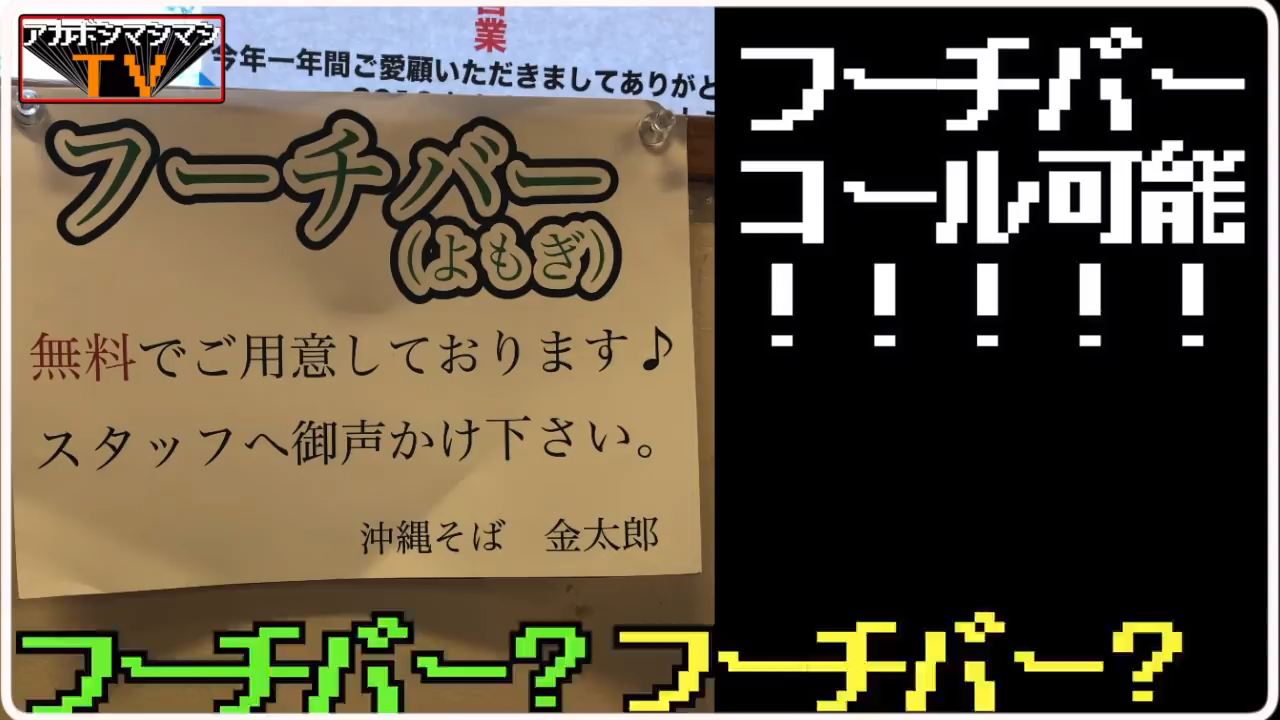 アカボシマシマシ
TV
業
今年一年間ご愛顧いただきましてありがと
フーチバー
(よもぎ)
無料でご用意しております♪
スタッフへ御声かけ下さい。
沖縄そば　金太郎
フーチバー
コール可能
！！！！！
フーチバー？フーチバー？